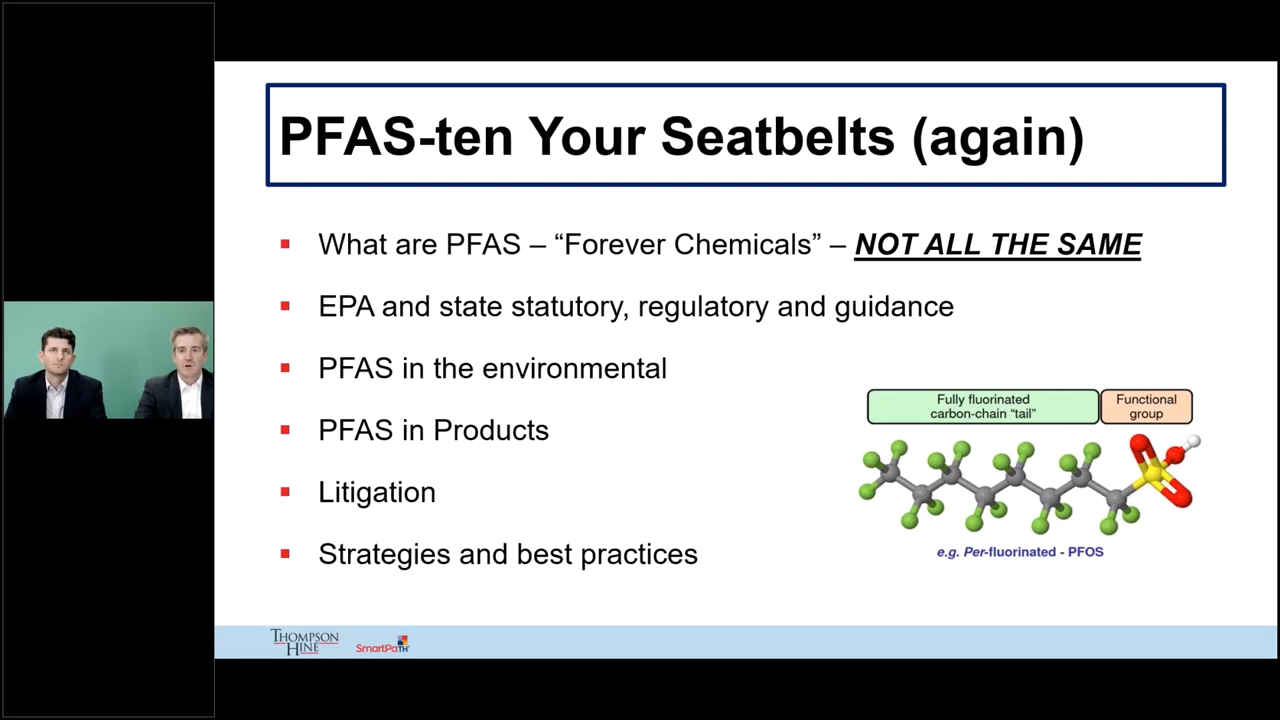 PFAS-ten Your Seatbelts (again)
What are PFAS – “Forever Chemicals” – NOT ALL THE SAME
EPA and state statutory, regulatory and guidance
PFAS in the environmental
PFAS in Products
Litigation
Strategies and best practices
Fully fluorinated
carbon-chain “tail”
Functional
group
e.g. Per-fluorinated - PFOS
THOMPSON
HINE
SmartPaTH